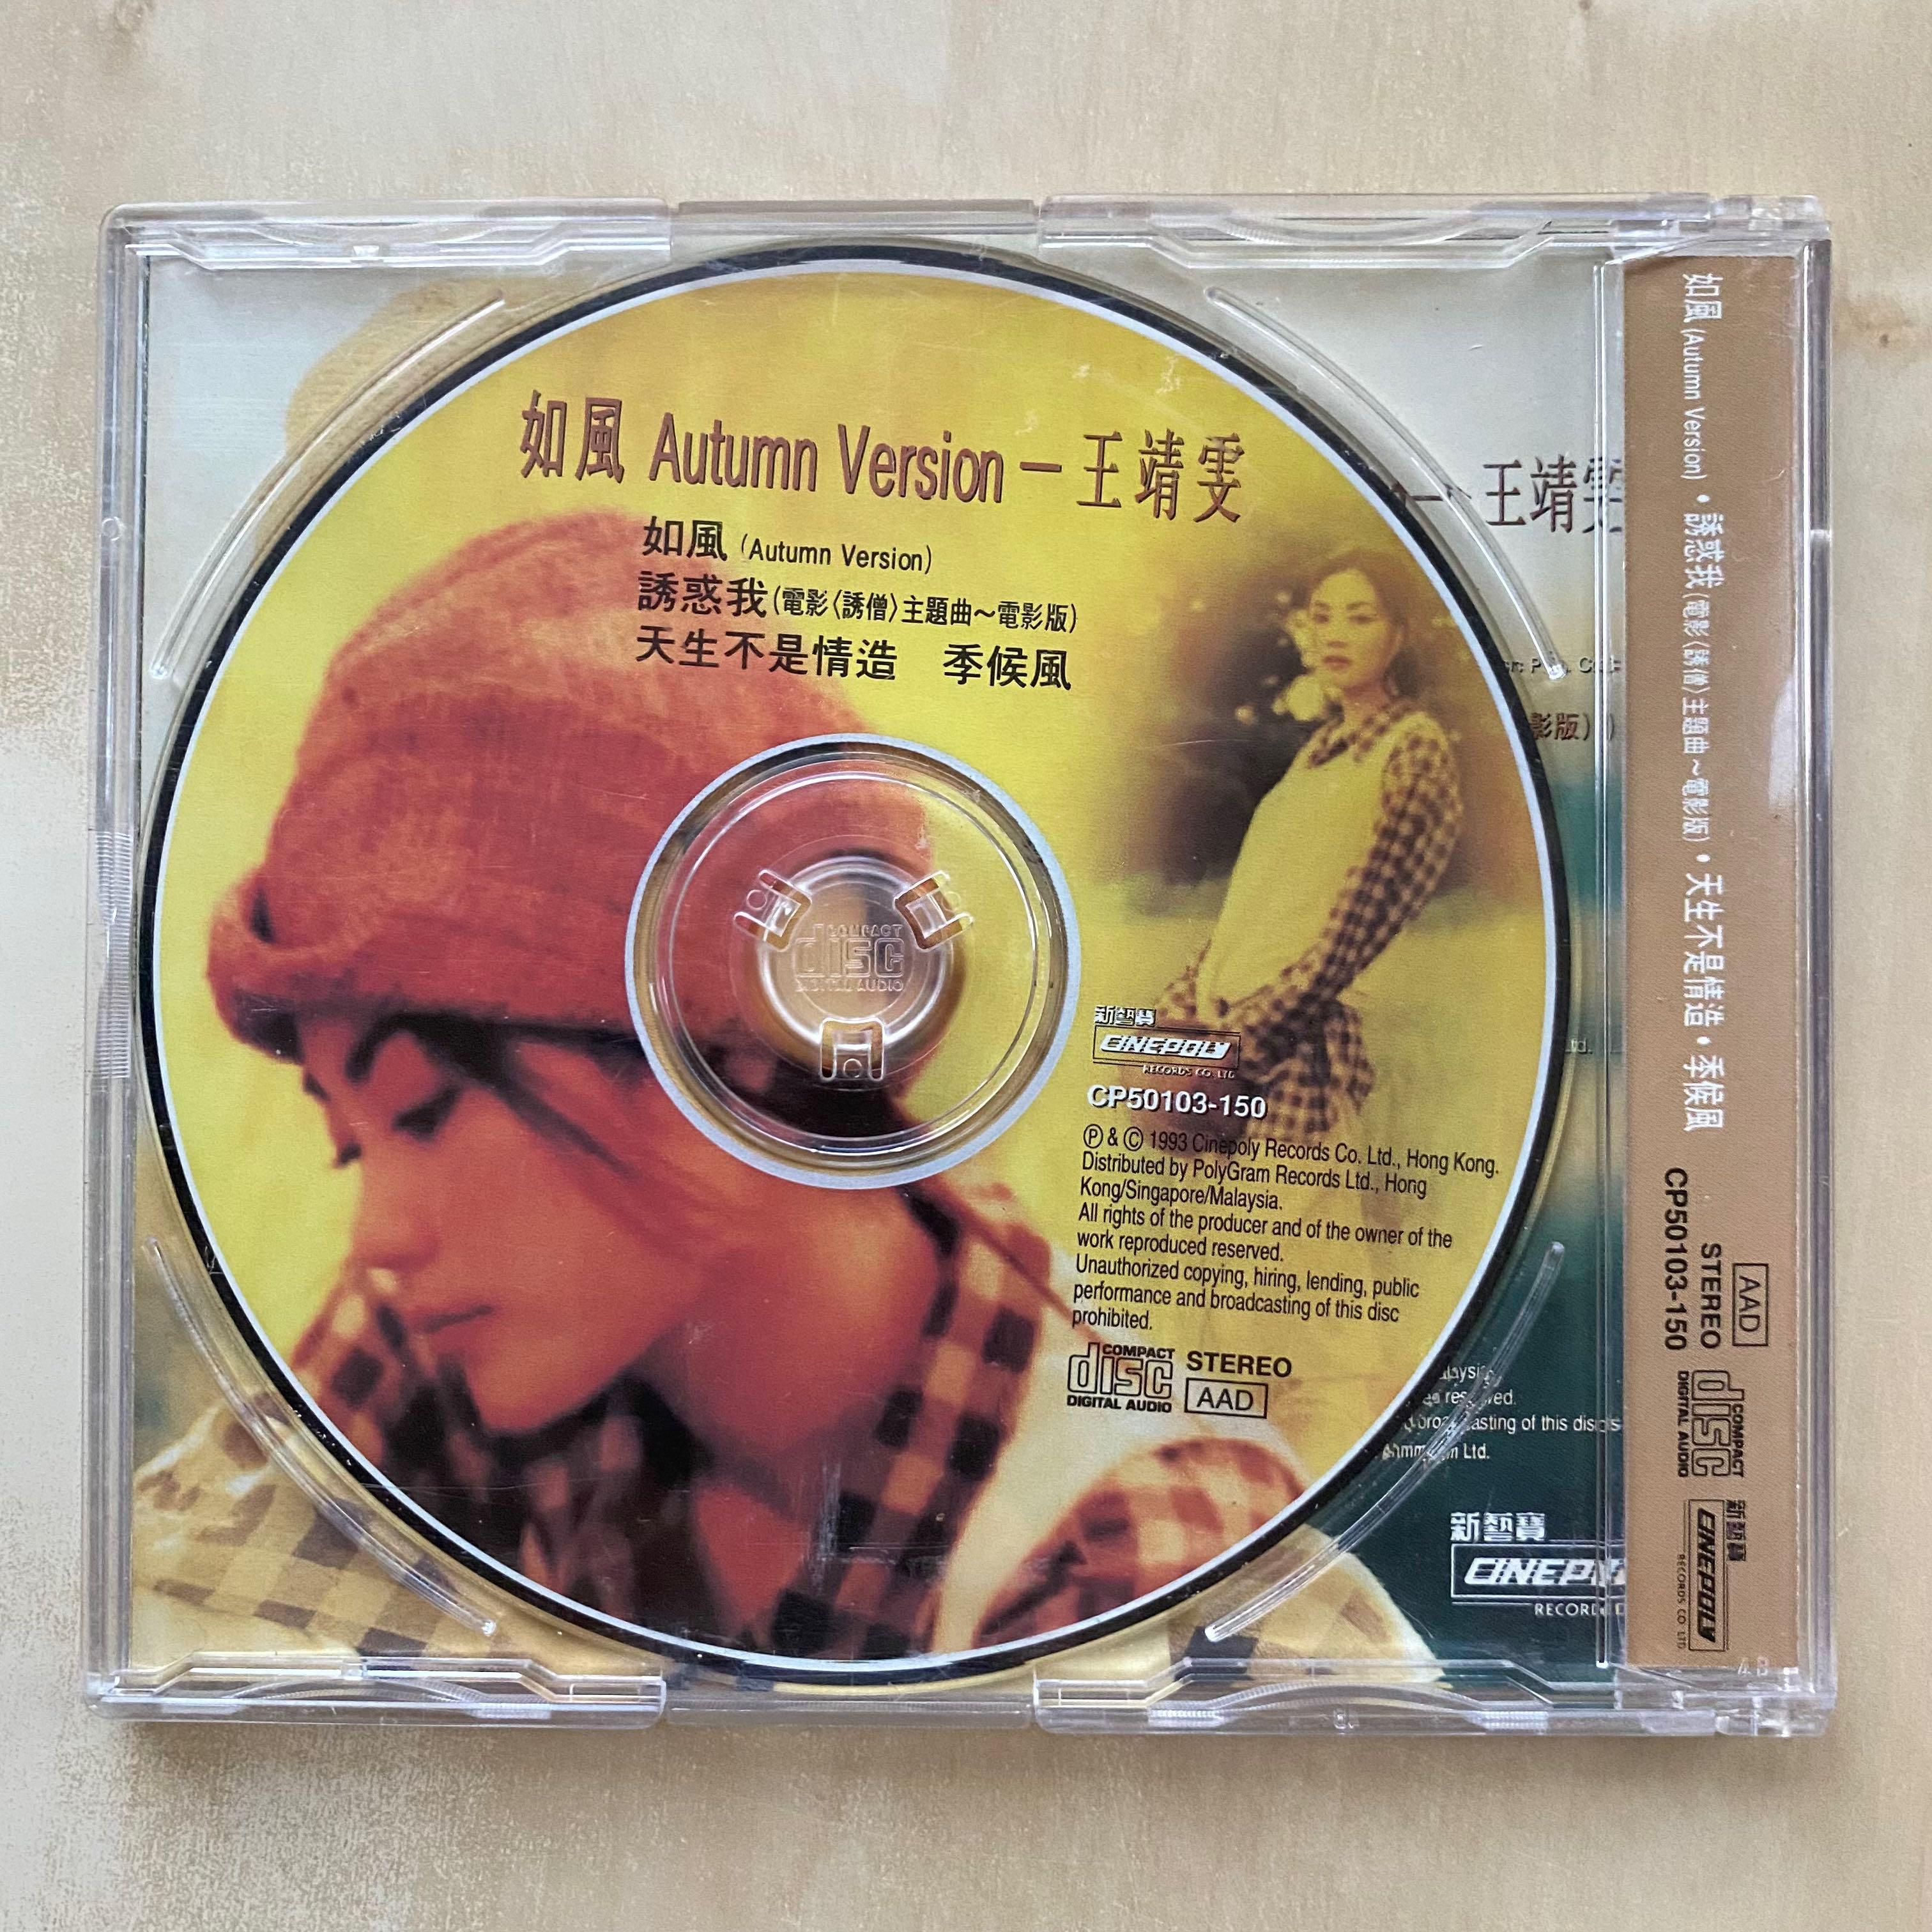 如風 Autumn Version — 王靖雯
如風 (Autumn Version)
誘惑我(電影〈誘僧〉主題曲～電影版)
天生不是情造 季候風
新藝寶
CINEPOLY
RECORDS CO. LTD
CP50103-150
Ⓟ & Ⓒ 1993 Cinepoly Records Co. Ltd., Hong Kong.
Distributed by PolyGram Records Ltd., Hong
Kong/Singapore/Malaysia.
All rights of the producer and of the owner of the
work reproduced reserved.
Unauthorized copying, hiring, lending, public
performance and broadcasting of this disc
prohibited.
COMPACT
disc
DIGITAL AUDIO
STEREO
AAD
COMPACT
disc
DIGITAL AUDIO
王靖雯
影版)
Ltd.
of this disc
Ltd.
新藝寶
RECORDS
如風 (Autumn Version)•誘惑我(電影〈誘僧〉主題曲～電影版)•天生不是情造•季候風
CP50103-150
STEREO
AAD
COMPACT
disc
DIGITAL AUDIO
新藝寶
CINEPOLY
RECORDS CO. LTD